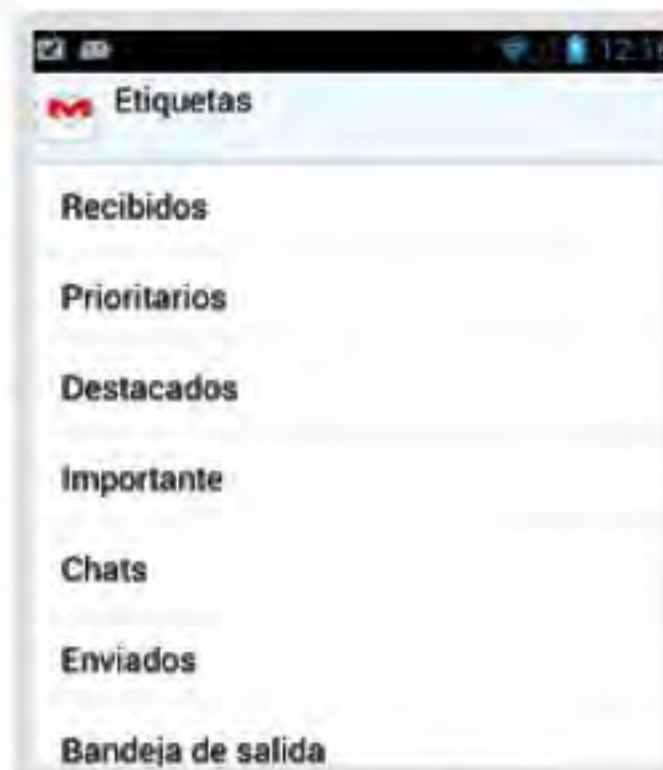 Etiquetas
Recibidos
Prioritarios
Destacados
Importante
Chats
Enviados
Bandeja de salida